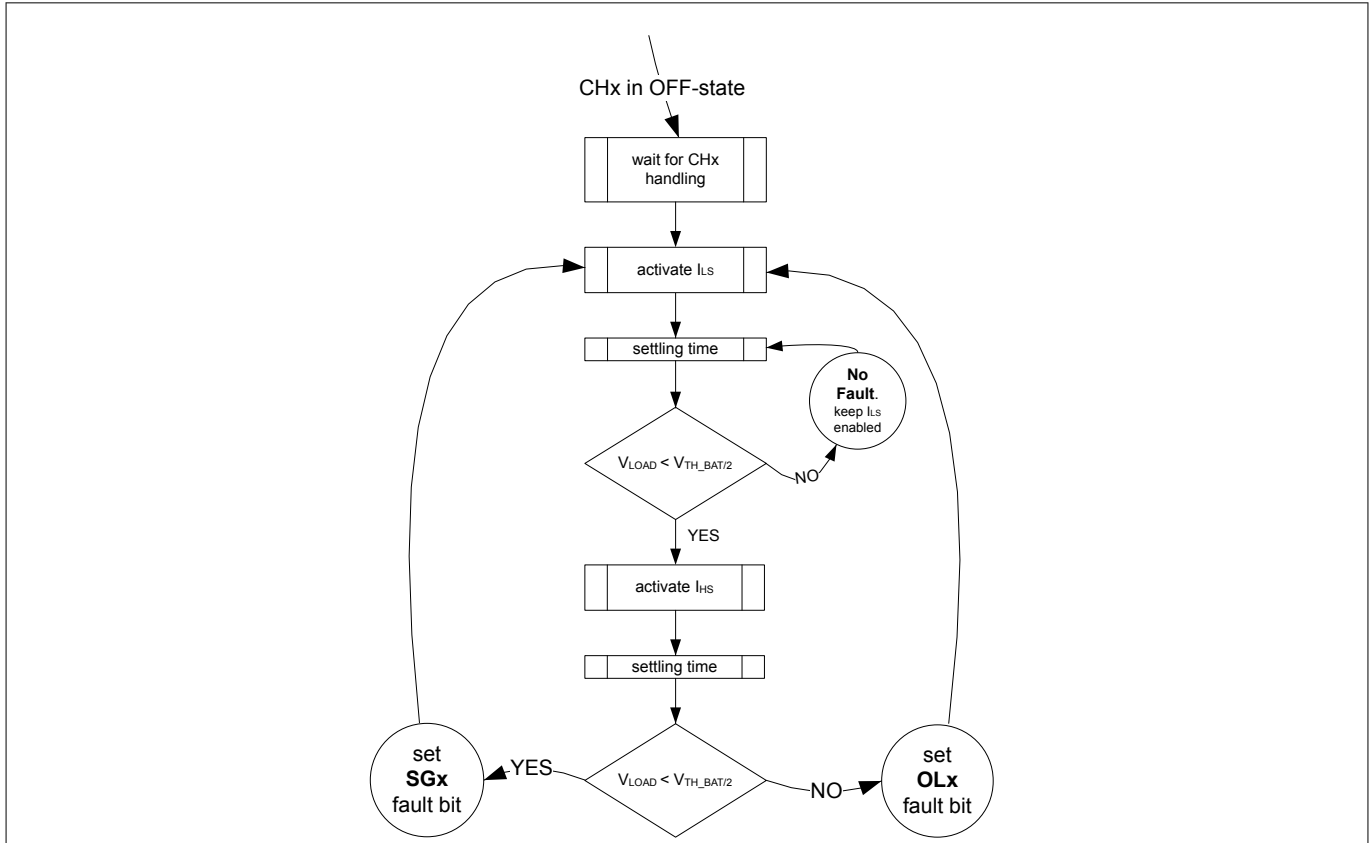 CHx in OFF-state
wait for CHx
handling
activate ILS
settling time
No
Fault.
keep ILS
enabled
VLOAD < VTH_BAT/2
NO
YES
activate IHS
settling time
set
SGx
fault bit
YES
VLOAD < VTH_BAT/2
NO
set
OLx
fault bit